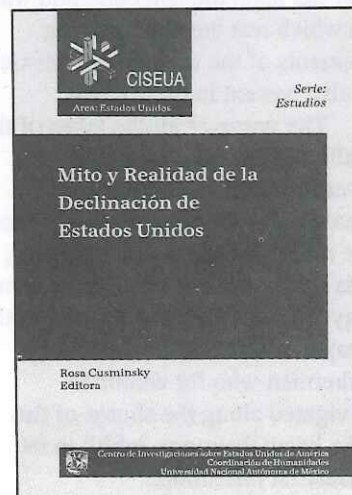 CISEUA
Area: Estados Unidos
Serie:
Estudios
Mito y Realidad de la
Declinación de
Estados Unidos
Rosa Cusminsky
Editora
Centro de Investigaciones sobre Estados Unidos de América
Coordinación de Humanidades
Universidad Nacional Autónoma de México